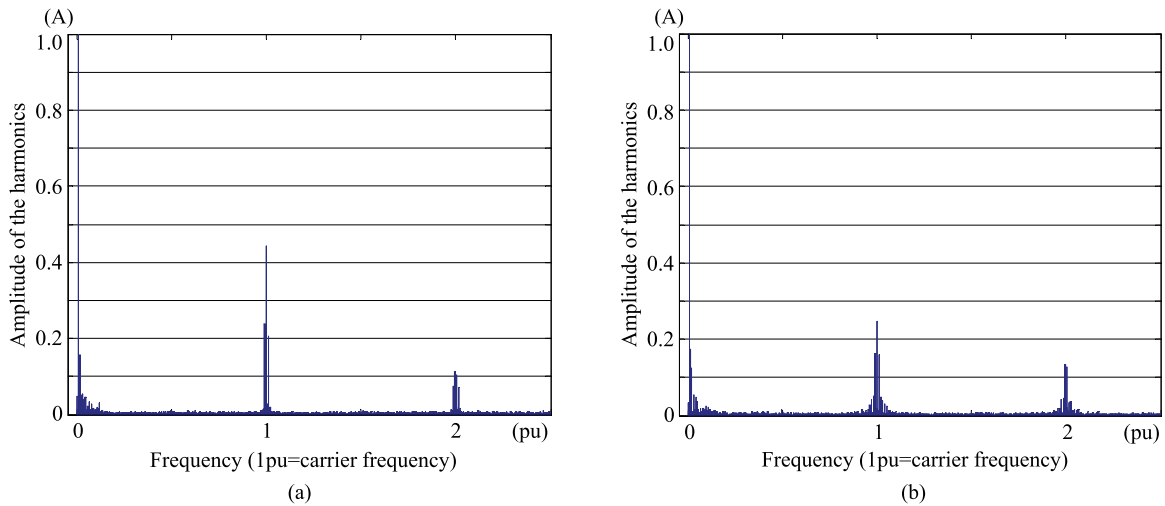 (A)
1.0
0.8
0.6
0.4
0.2
0
Amplitude of the harmonics
0
1
2
(pu)
Frequency (1pu=carrier frequency)
(a)
(A)
1.0
0.8
0.6
0.4
0.2
0
Amplitude of the harmonics
0
1
2
(pu)
Frequency (1pu=carrier frequency)
(b)